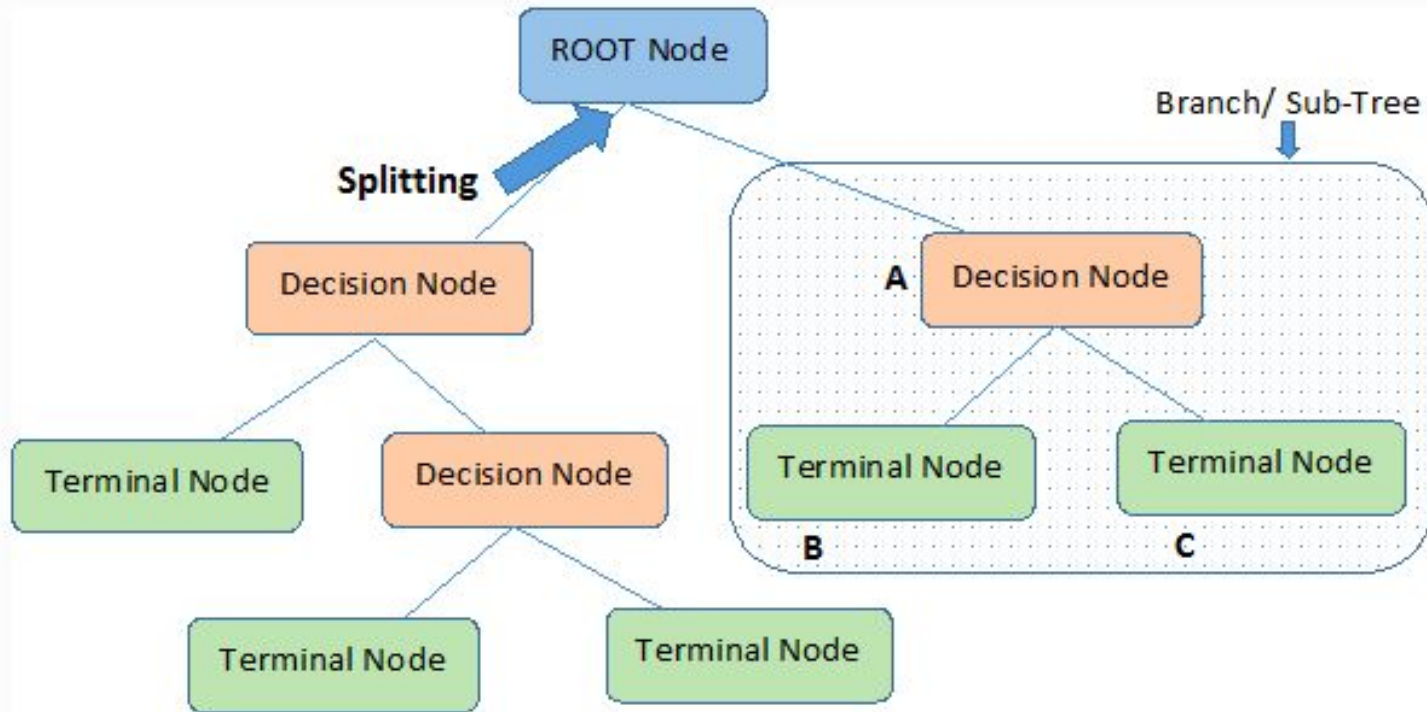 ROOT Node
Branch/ Sub-Tree
Splitting
Decision Node
A
Decision Node
Terminal Node
Decision Node
Terminal Node
Terminal Node
B
C
Terminal Node
Terminal Node